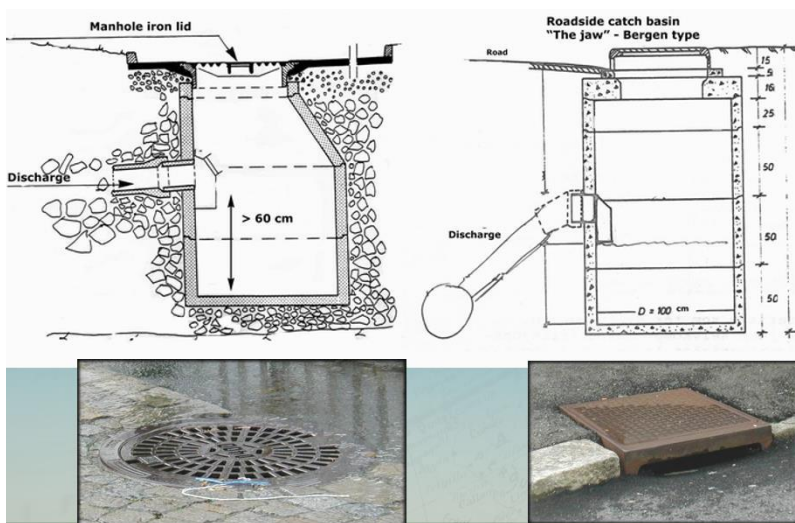 Manhole iron lid
Discharge
> 60 cm
Roadside catch basin
“The jaw” - Bergen type
Road
Discharge
15
16
25
50
50
50
D = 100 cm